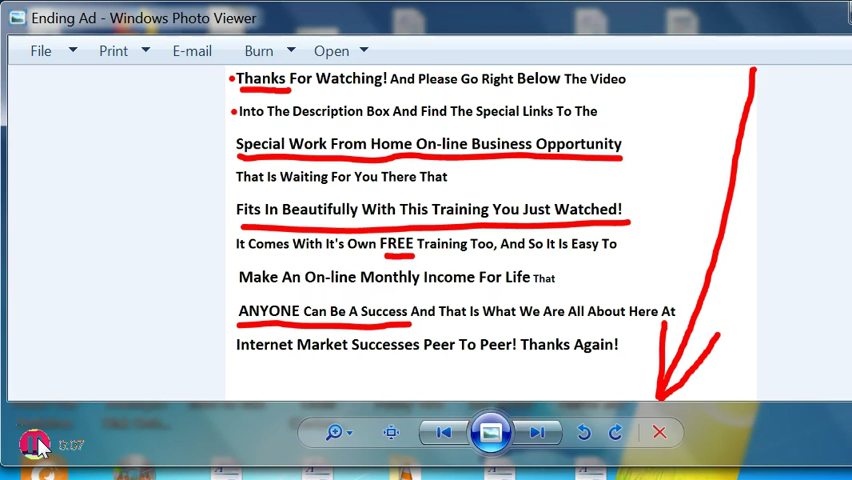 Ending Ad - Windows Photo Viewer
File Print E-mail Burn Open
Thanks For Watching! And Please Go Right Below The Video
Into The Description Box And Find The Special Links To The
Special Work From Home On-line Business Opportunity
That Is Waiting For You There That
Fits In Beautifully With This Training You Just Watched!
It Comes With It's Own FREE Training Too, And So It Is Easy To
Make An On-line Monthly Income For Life That
ANYONE Can Be A Success And That Is What We Are All About Here At
Internet Market Successes Peer To Peer! Thanks Again!